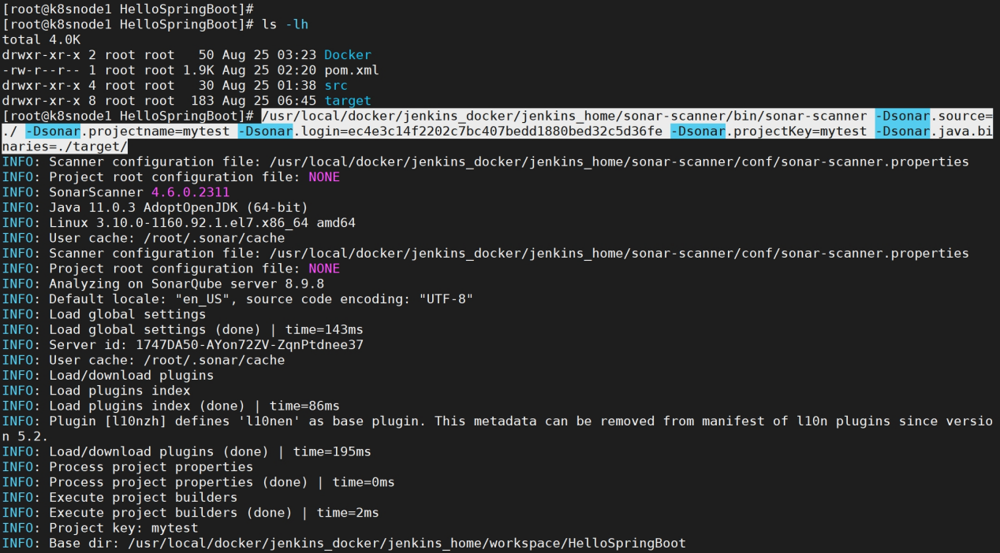 [root@k8snode1 HelloSpringBoot]#
[root@k8snode1 HelloSpringBoot]# ls -lh
total 4.0K
drwxr-xr-x 2 root root   50 Aug 25 03:23 Docker
-rw-r--r-- 1 root root 1.9K Aug 25 02:20 pom.xml
drwxr-xr-x 4 root root   30 Aug 25 01:38 src
drwxr-xr-x 8 root root  183 Aug 25 06:45 target
[root@k8snode1 HelloSpringBoot]# /usr/local/docker/jenkins_docker/jenkins_home/sonar-scanner/bin/sonar-scanner -Dsonar.source=
./ -Dsonar.projectname=mytest -Dsonar.login=ec4e3c14f2202c7bc407bedd1880bed32c5d36fe -Dsonar.projectKey=mytest -Dsonar.java.bi
naries=./target/
INFO: Scanner configuration file: /usr/local/docker/jenkins_docker/jenkins_home/sonar-scanner/conf/sonar-scanner.properties
INFO: Project root configuration file: NONE
INFO: SonarScanner 4.6.0.2311
INFO: Java 11.0.3 AdoptOpenJDK (64-bit)
INFO: Linux 3.10.0-1160.92.1.el7.x86_64 amd64
INFO: User cache: /root/.sonar/cache
INFO: Scanner configuration file: /usr/local/docker/jenkins_docker/jenkins_home/sonar-scanner/conf/sonar-scanner.properties
INFO: Project root configuration file: NONE
INFO: Analyzing on SonarQube server 8.9.8
INFO: Default locale: "en_US", source code encoding: "UTF-8"
INFO: Load global settings
INFO: Load global settings (done) | time=143ms
INFO: Server id: 1747DA50-AYon72ZV-ZqnPtdnee37
INFO: User cache: /root/.sonar/cache
INFO: Load/download plugins
INFO: Load plugins index
INFO: Load plugins index (done) | time=86ms
INFO: Plugin [l10nzh] defines 'l10nen' as base plugin. This metadata can be removed from manifest of l10n plugins since versio
n 5.2.
INFO: Load/download plugins (done) | time=195ms
INFO: Process project properties
INFO: Process project properties (done) | time=0ms
INFO: Execute project builders
INFO: Execute project builders (done) | time=2ms
INFO: Project key: mytest
INFO: Base dir: /usr/local/docker/jenkins_docker/jenkins_home/workspace/HelloSpringBoot